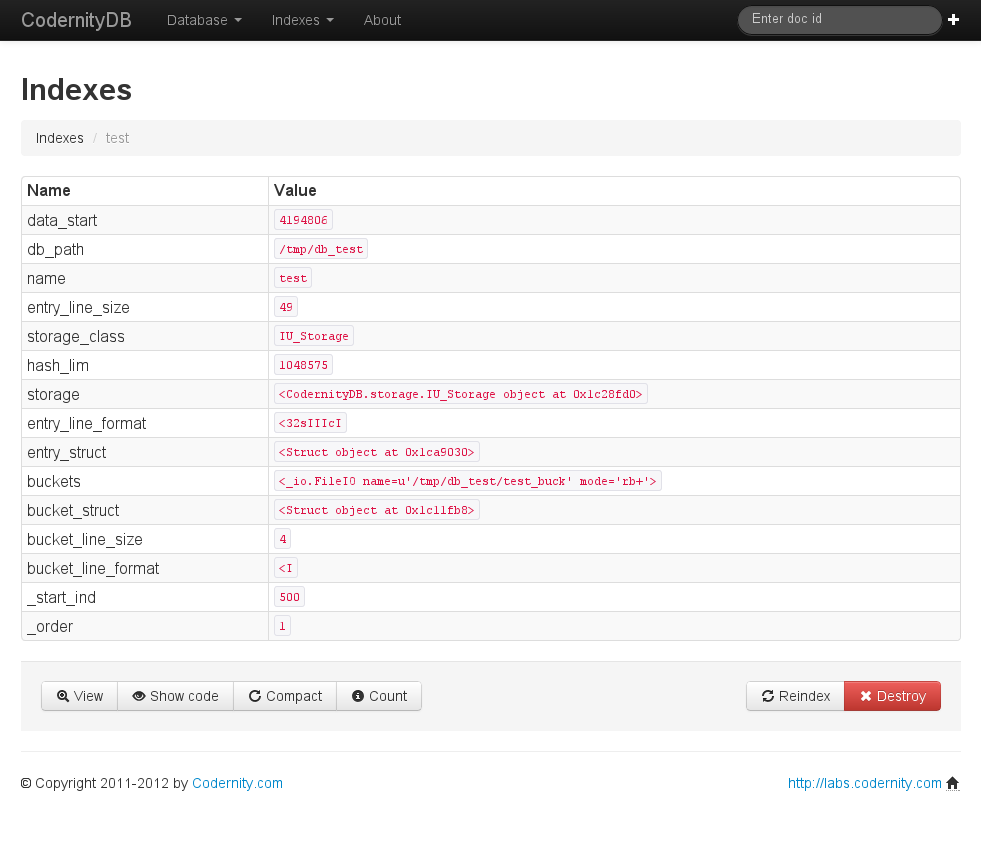 CodernityDB Database Indexes About Enter doc id
Indexes
Indexes / test
Name Value
data_start 4194806
db_path /tmp/db_test
name test
entry_line_size 49
storage_class IU_Storage
hash_lim 1048575
storage <CodernityDB.storage.IU_Storage object at 0x1c28fd0>
entry_line_format <32sIIIcI
entry_struct <Struct object at 0x1ca9030>
buckets <_io.FileIO name=u'/tmp/db_test/test_buck' mode='rb+'>
bucket_struct <Struct object at 0x1c11fb8>
bucket_line_size 4
bucket_line_format <I
_start_ind 500
_order 1
View Show code Compact Count Reindex Destroy
© Copyright 2011-2012 by Codernity.com http://labs.codernity.com